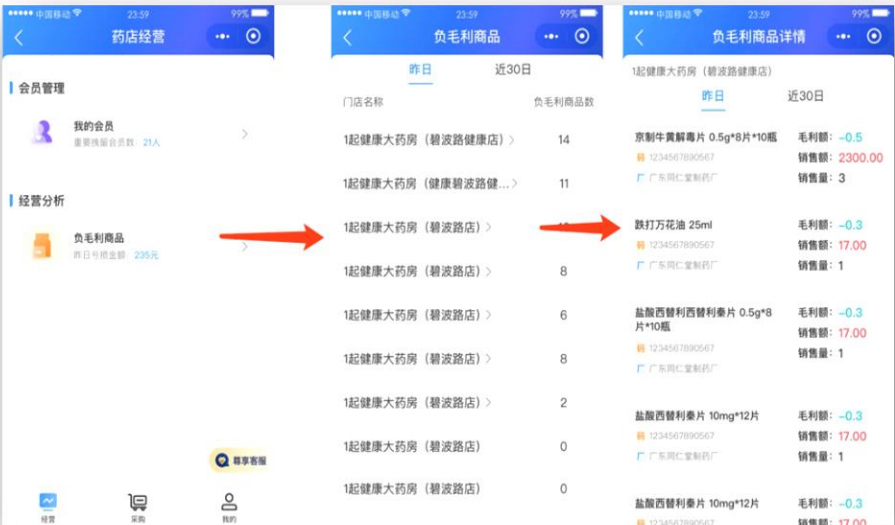 中国移动
23:59
99%
药店经营
会员管理
我的会员
重要挽留会员数：21人
经营分析
负毛利商品
昨日亏损金额：235元
尊享客服
经营
采购
我的
中国移动
23:59
99%
负毛利商品
昨日
近30日
门店名称
负毛利商品数
1起健康大药房（碧波路健康店）
14
1起健康大药房（健康碧波路健...
11
1起健康大药房（碧波路店）
1起健康大药房（碧波路店）
8
1起健康大药房（碧波路店）
6
1起健康大药房（碧波路店）
8
1起健康大药房（碧波路店）
2
1起健康大药房（碧波路店）
0
1起健康大药房（碧波路店）
0
中国移动
23:59
99%
负毛利商品详情
1起健康大药房（碧波路健康店）
昨日
近30日
京制牛黄解毒片 0.5g*8片*10瓶
毛利额：-0.5
码 1234567890567
销售额：2300.00
厂 广东同仁堂制药厂
销售量：3
跌打万花油 25ml
毛利额：-0.3
码 1234567890567
销售额：17.00
厂 广东同仁堂制药厂
销售量：1
盐酸西替利西替利秦片 0.5g*8
片*10瓶
毛利额：-0.3
码 1234567890567
销售额：17.00
厂 广东同仁堂制药厂
销售量：1
盐酸西替利秦片 10mg*12片
毛利额：-0.3
码 1234567890567
销售额：17.00
厂 广东同仁堂制药厂
销售量：1
盐酸西替利秦片 10mg*12片
毛利额：-0.3
码 1234567890567
销售额：17.00